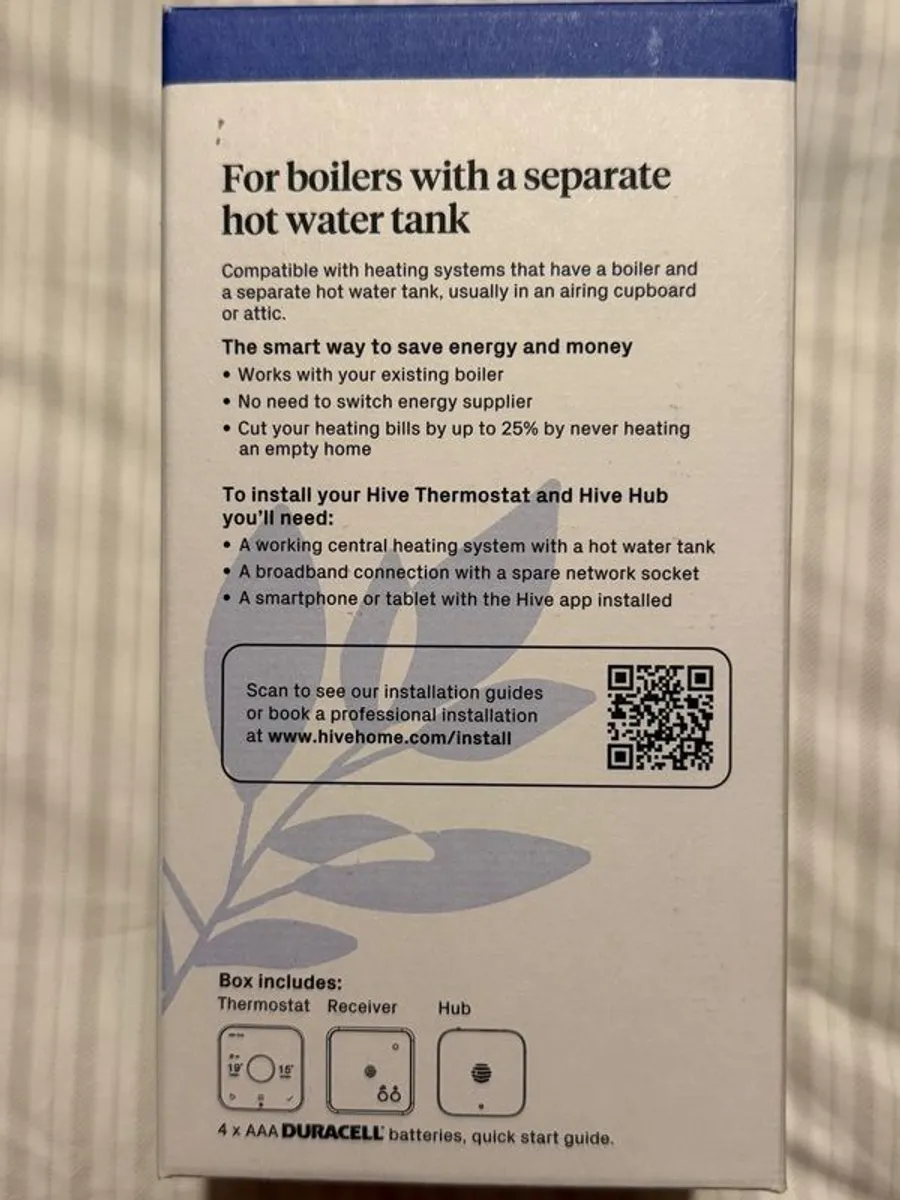 For boilers with a separate
hot water tank
Compatible with heating systems that have a boiler and
a separate hot water tank, usually in an airing cupboard
or attic.
The smart way to save energy and money
• Works with your existing boiler
• No need to switch energy supplier
• Cut your heating bills by up to 25% by never heating
an empty home
To install your Hive Thermostat and Hive Hub
you'll need:
• A working central heating system with a hot water tank
• A broadband connection with a spare network socket
• A smartphone or tablet with the Hive app installed
Scan to see our installation guides
or book a professional installation
at www.hivehome.com/install
Box includes:
Thermostat Receiver Hub
19° 15°
4 x AAA DURACELL batteries, quick start guide.